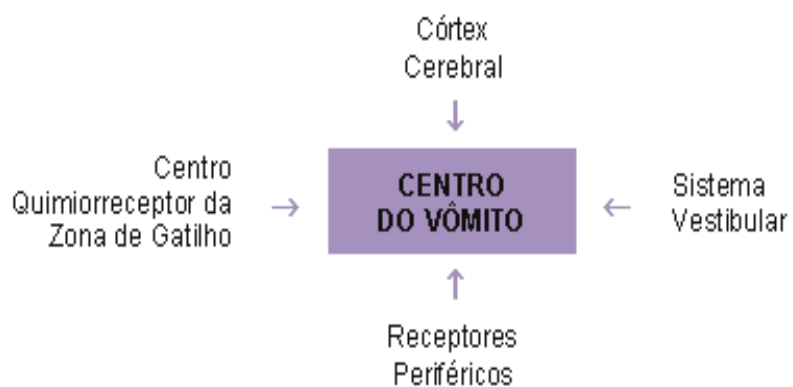 Córtex
Cerebral
Centro
Quimiorreceptor da
Zona de Gatilho
CENTRO
DO VÔMITO
Sistema
Vestibular
Receptores
Periféricos